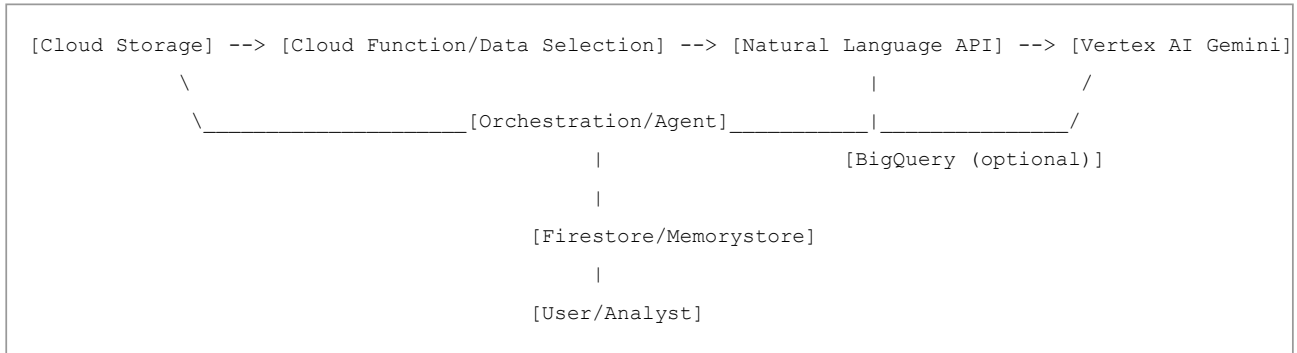 [Cloud Storage] --> [Cloud Function/Data Selection] --> [Natural Language API] --> [Vertex AI Gemini]
\ | /
\_____________________[Orchestration/Agent]___________|_______________/
| [BigQuery (optional)]
|
[Firestore/Memorystore]
|
[User/Analyst]